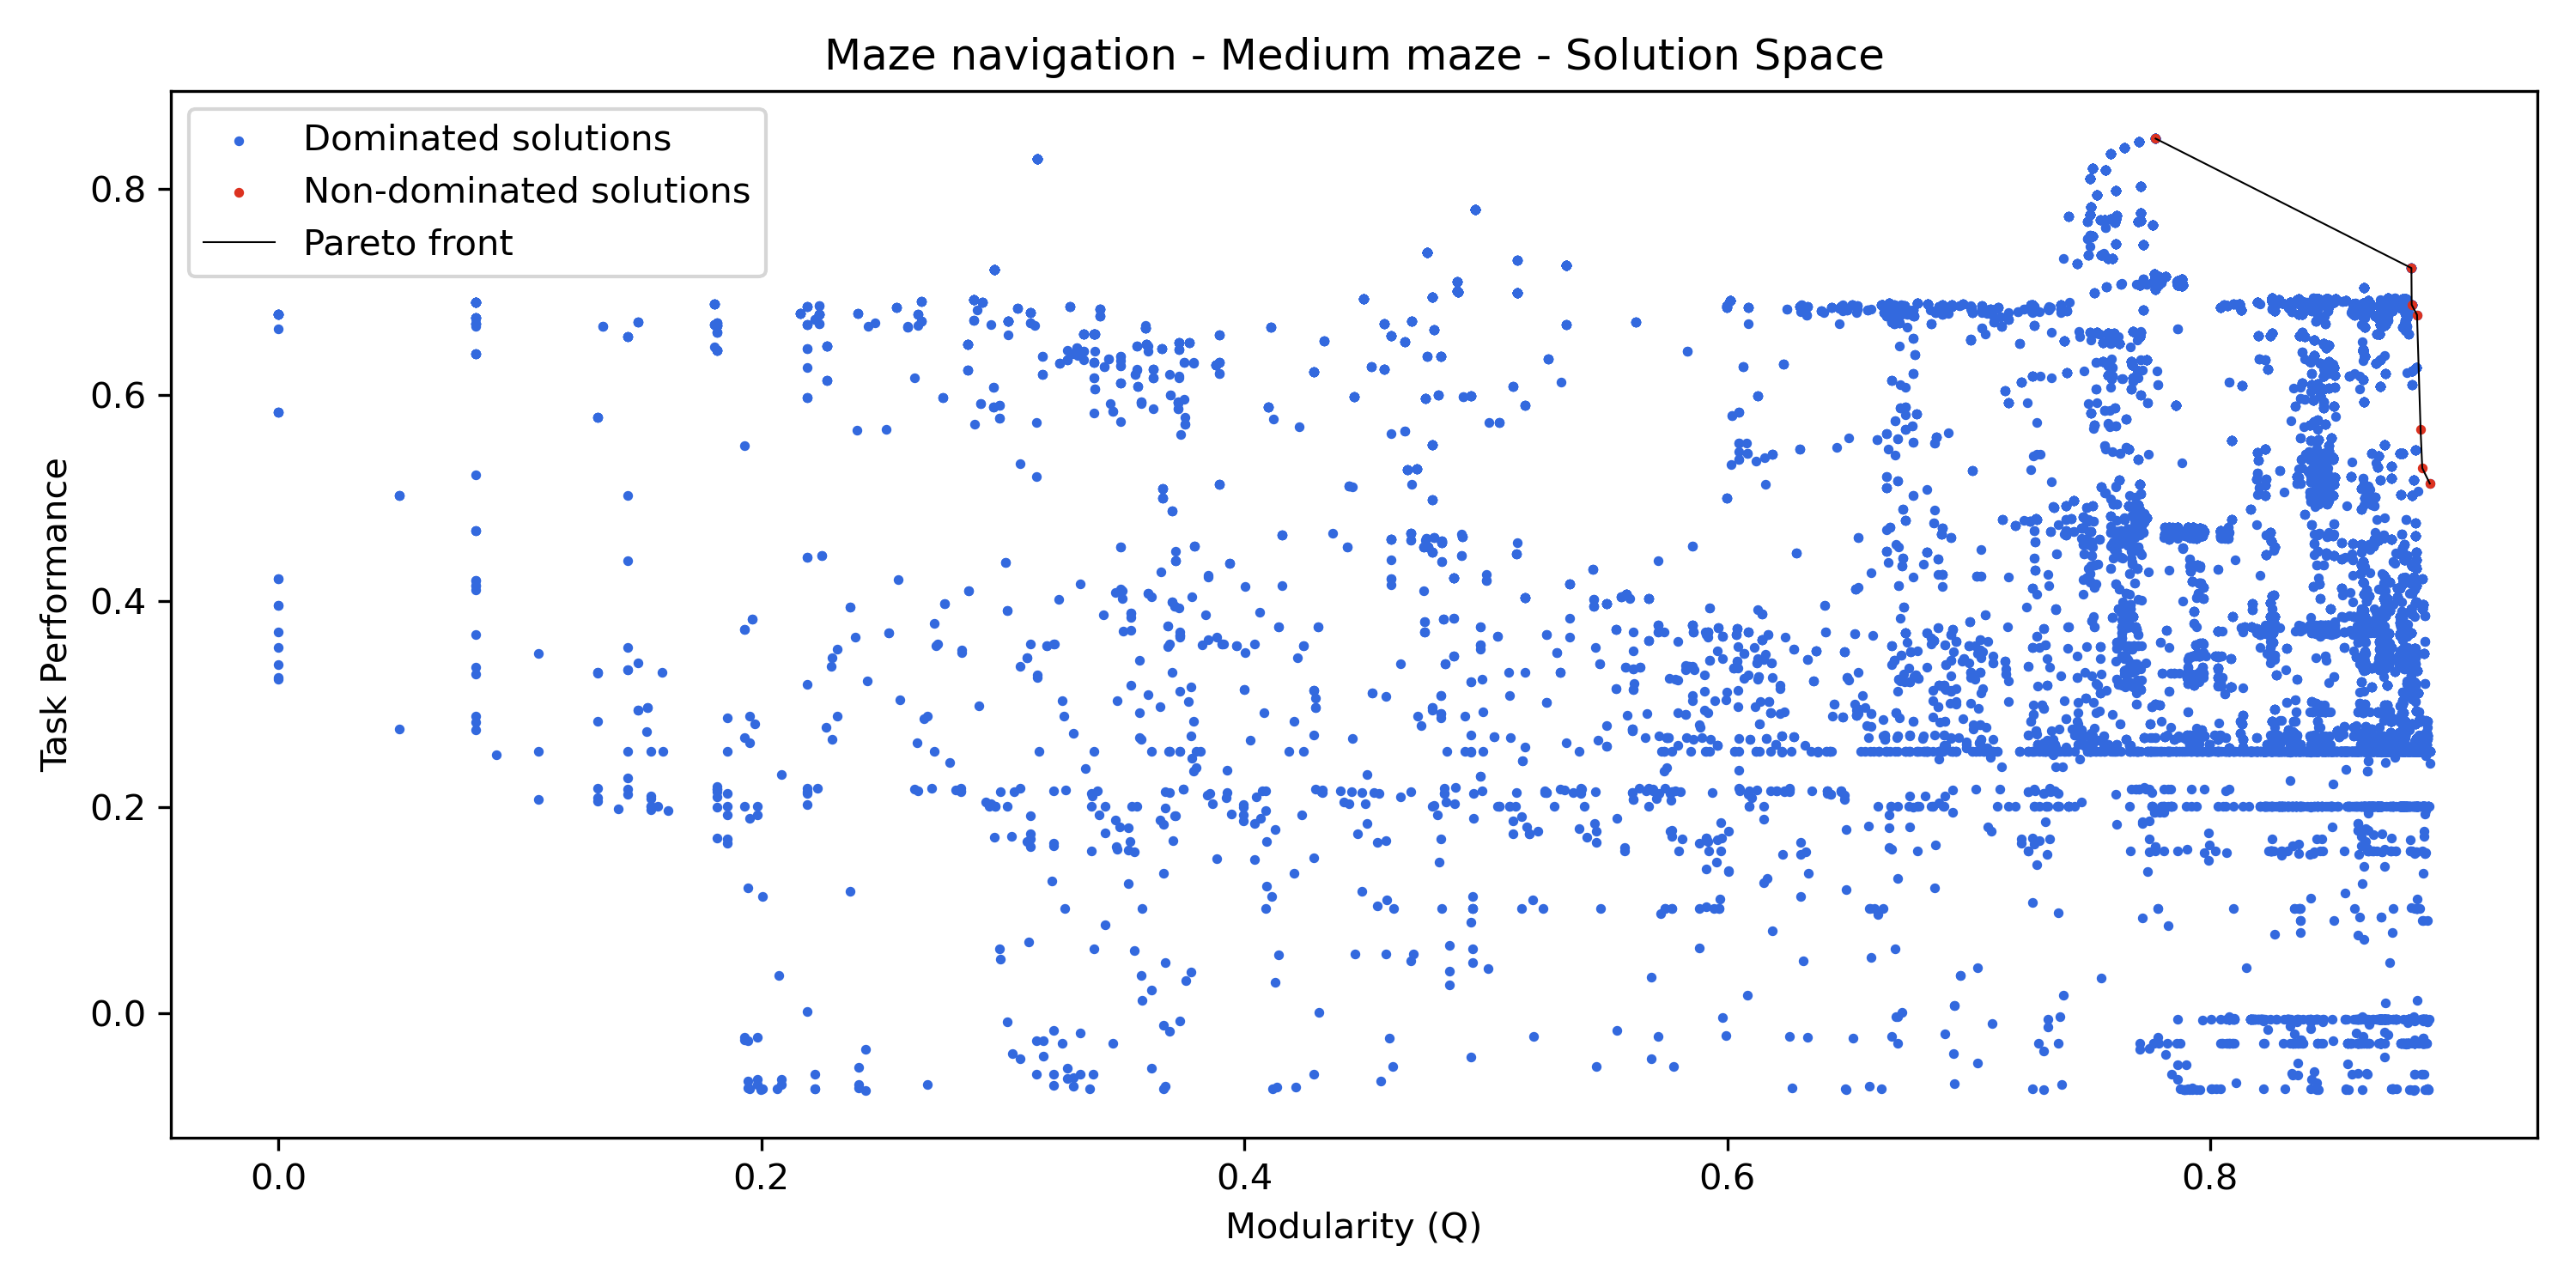 Maze navigation - Medium maze - Solution Space
Dominated solutions
Non-dominated solutions
Pareto front
Task Performance
0.8
0.6
0.4
0.2
0.0
0.0 0.2 0.4 0.6 0.8
Modularity (Q)